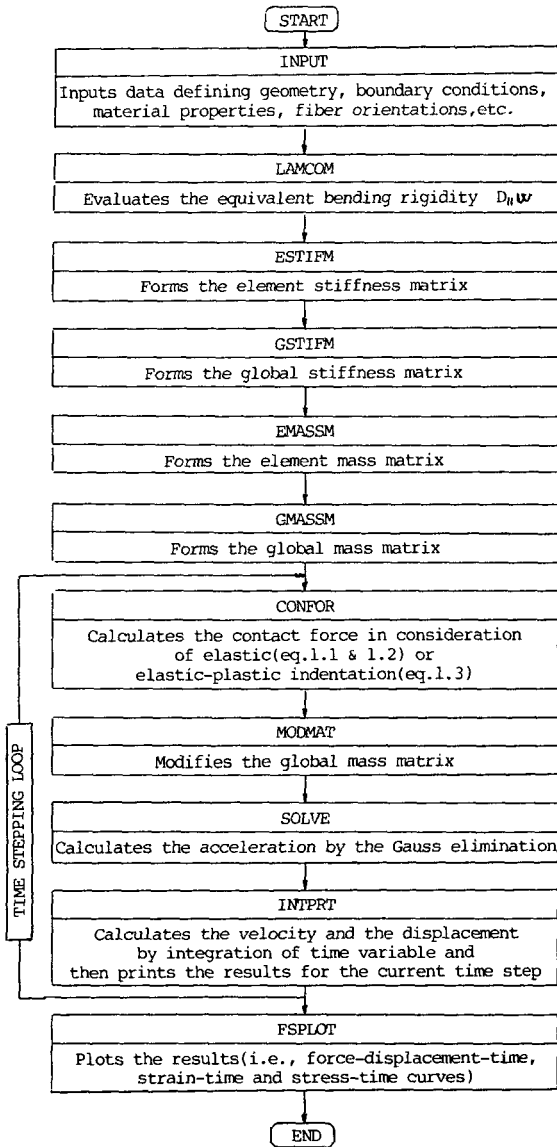 START
INPUT
Inputs data defining geometry, boundary conditions,
material properties, fiber orientations,etc.
LAMCOM
Evaluates the equivalent bending rigidity
ESTIFM
Forms the element stiffness matrix
GSTIFM
Forms the global stiffness matrix
EMASSM
Forms the element mass matrix
GMASSM
Forms the global mass matrix
TIME STEPPING LOOP
CONFOR
Calculates the contact force in consideration
of elastic(eq.1.1 & 1.2) or
elastic-plastic indentation(eq.1.3)
MODMAT
Modifies the global mass matrix
SOLVE
Calculates the acceleration by the Gauss elimination
INTPRT
Calculates the velocity and the displacement
by integration of time variable and
then prints the results for the current time step
FSPLOT
Plots the results(i.e., force-displacement-time,
strain-time and stress-time curves)
END